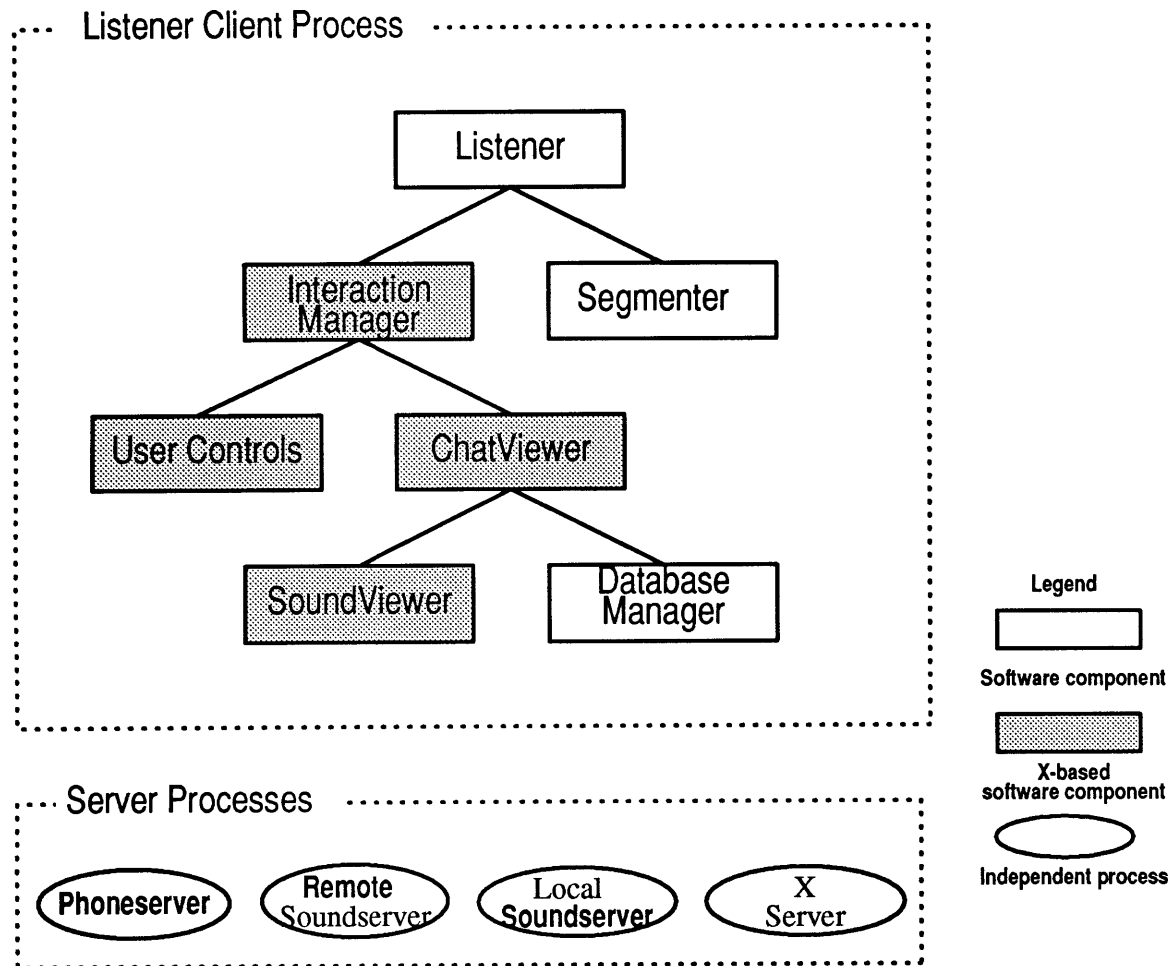 Listener Client Process
Listener
Interaction
Manager
Segmenter
User Controls
ChatViewer
SoundViewer
Database
Manager
Legend
Software component
X-based
software component
Independent process
Server Processes
Phoneserver
Remote
Soundserver
Local
Soundserver
X
Server